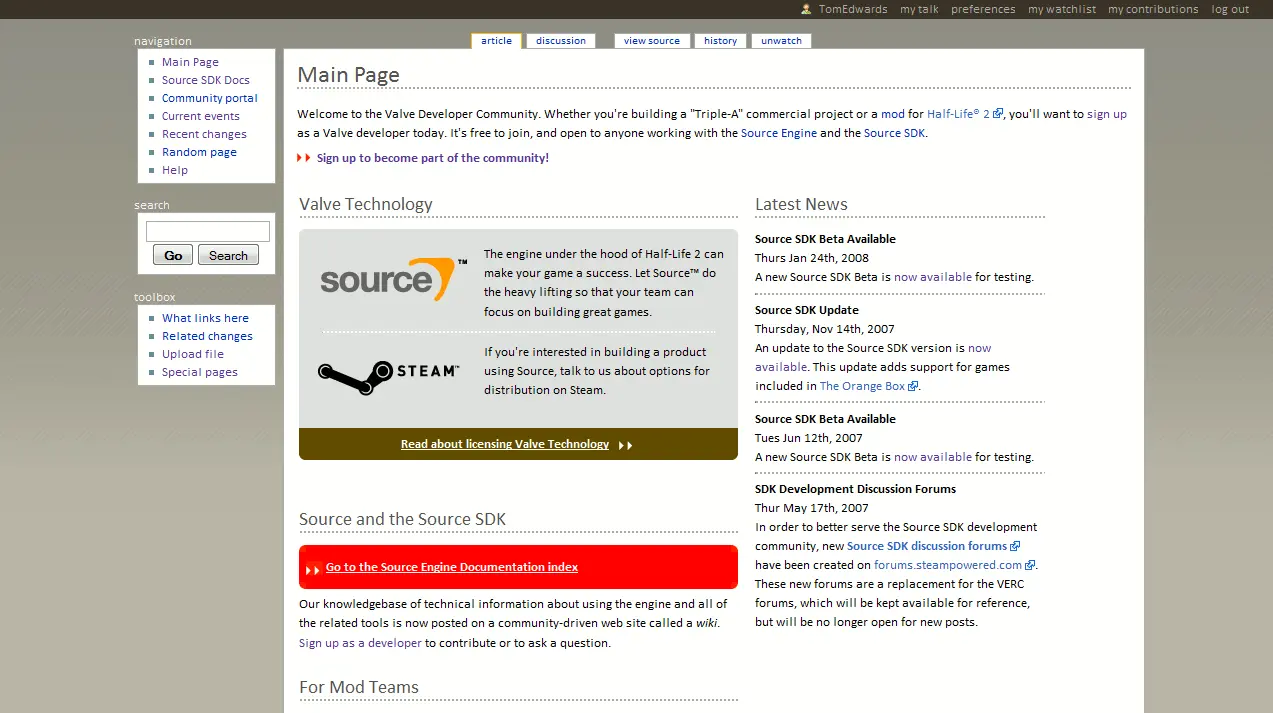 TomEdwards my talk preferences my watchlist my contributions log out
navigation
Main Page
Source SDK Docs
Community portal
Current events
Recent changes
Random page
Help
search
Go Search
toolbox
What links here
Related changes
Upload file
Special pages
article discussion view source history unwatch
Main Page
Welcome to the Valve Developer Community. Whether you're building a "Triple-A" commercial project or a mod for Half-Life® 2, you'll want to sign up
as a Valve developer today. It's free to join, and open to anyone working with the Source Engine and the Source SDK.
Sign up to become part of the community!
Valve Technology
source™
The engine under the hood of Half-Life 2 can
make your game a success. Let Source™ do
the heavy lifting so that your team can
focus on building great games.
STEAM™
If you're interested in building a product
using Source, talk to us about options for
distribution on Steam.
Read about licensing Valve Technology
Source and the Source SDK
Go to the Source Engine Documentation index
Our knowledgebase of technical information about using the engine and all of
the related tools is now posted on a community-driven web site called a wiki.
Sign up as a developer to contribute or to ask a question.
For Mod Teams
Latest News
Source SDK Beta Available
Thurs Jan 24th, 2008
A new Source SDK Beta is now available for testing.
Source SDK Update
Thursday, Nov 14th, 2007
An update to the Source SDK version is now
available. This update adds support for games
included in The Orange Box.
Source SDK Beta Available
Tues Jun 12th, 2007
A new Source SDK Beta is now available for testing.
SDK Development Discussion Forums
Thur May 17th, 2007
In order to better serve the Source SDK development
community, new Source SDK discussion forums
have been created on forums.steampowered.com.
These new forums are a replacement for the VERC
forums, which will be kept available for reference,
but will be no longer open for new posts.